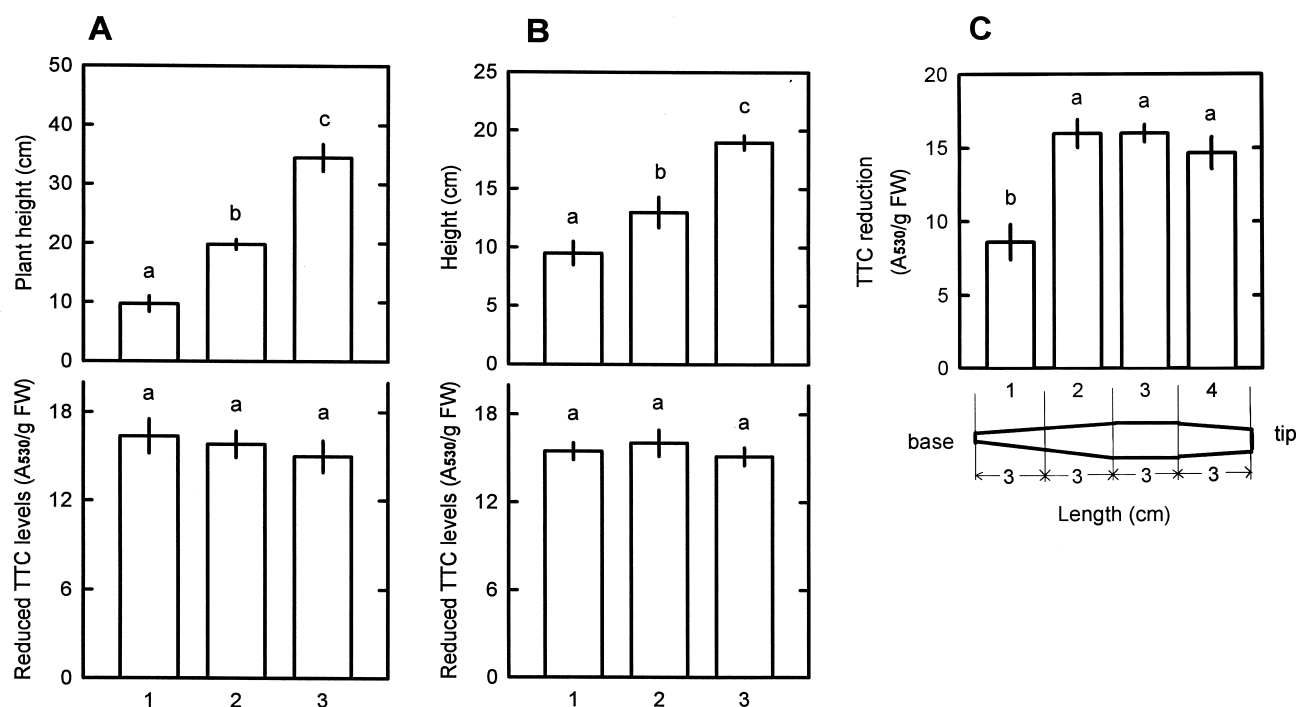 A
Plant height (cm)
50
40
30
20
10
0
a
b
c
Reduced TTC levels (A530/g FW)
18
12
6
0
a
a
a
1 2 3
B
Height (cm)
25
20
15
10
5
0
a
b
c
Reduced TTC levels (A530/g FW)
18
12
6
0
a
a
a
1 2 3
C
TTC reduction
(A530/g FW)
20
15
10
5
0
b
a
a
a
1 2 3 4
base
tip
3 3 3 3
Length (cm)